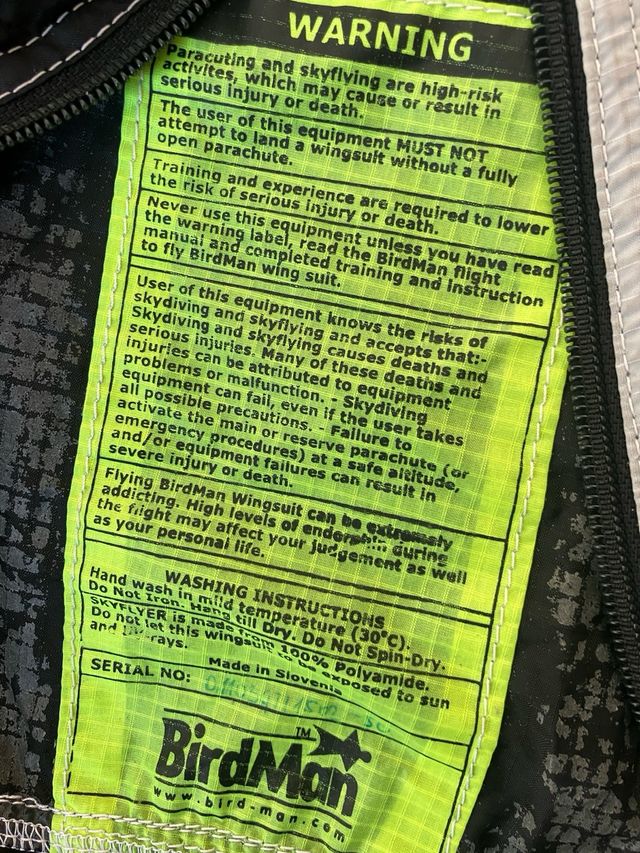 WARNING
Paracuting and skyflying are high-risk
activites, which may cause or result in
serious injury or death.
The user of this equipment MUST NOT
attempt to land a wingsuit without a fully
open parachute.
Training and experience are required to lower
the risk of serious injury or death.
Never use this equipment unless you have read
the warning label, read the BirdMan flight
manual and completed training and instruction
to fly BirdMan wing suit.
User of this equipment knows the risks of
skydiving and skyflying and accepts that:-
Skydiving and skyflying causes deaths and
serious injuries. Many of these deaths and
injuries can be attributed to equipment
problems or malfunction. - Skydiving
equipment can fail, even if the user takes
all possible precautions. - Failure to
activate the main or reserve parachute (or
emergency procedures) at a safe altitude,
and/or equipment failures can result in
severe injury or death.
Flying BirdMan Wingsuit can be extremely
addicting. High levels of endorphin during
the flight may affect your judgement as well
as your personal life.
WASHING INSTRUCTIONS
Hand wash in mild temperature (30°C).
Do Not Iron. Hang till Dry. Do Not Spin-Dry.
SKYFLYER is made from 100% Polyamide.
Do not let this wingsuit to be exposed to sun
and rays.
Made in Slovenia
SERIAL NO:
BirdMan TM
www.bird-man.com